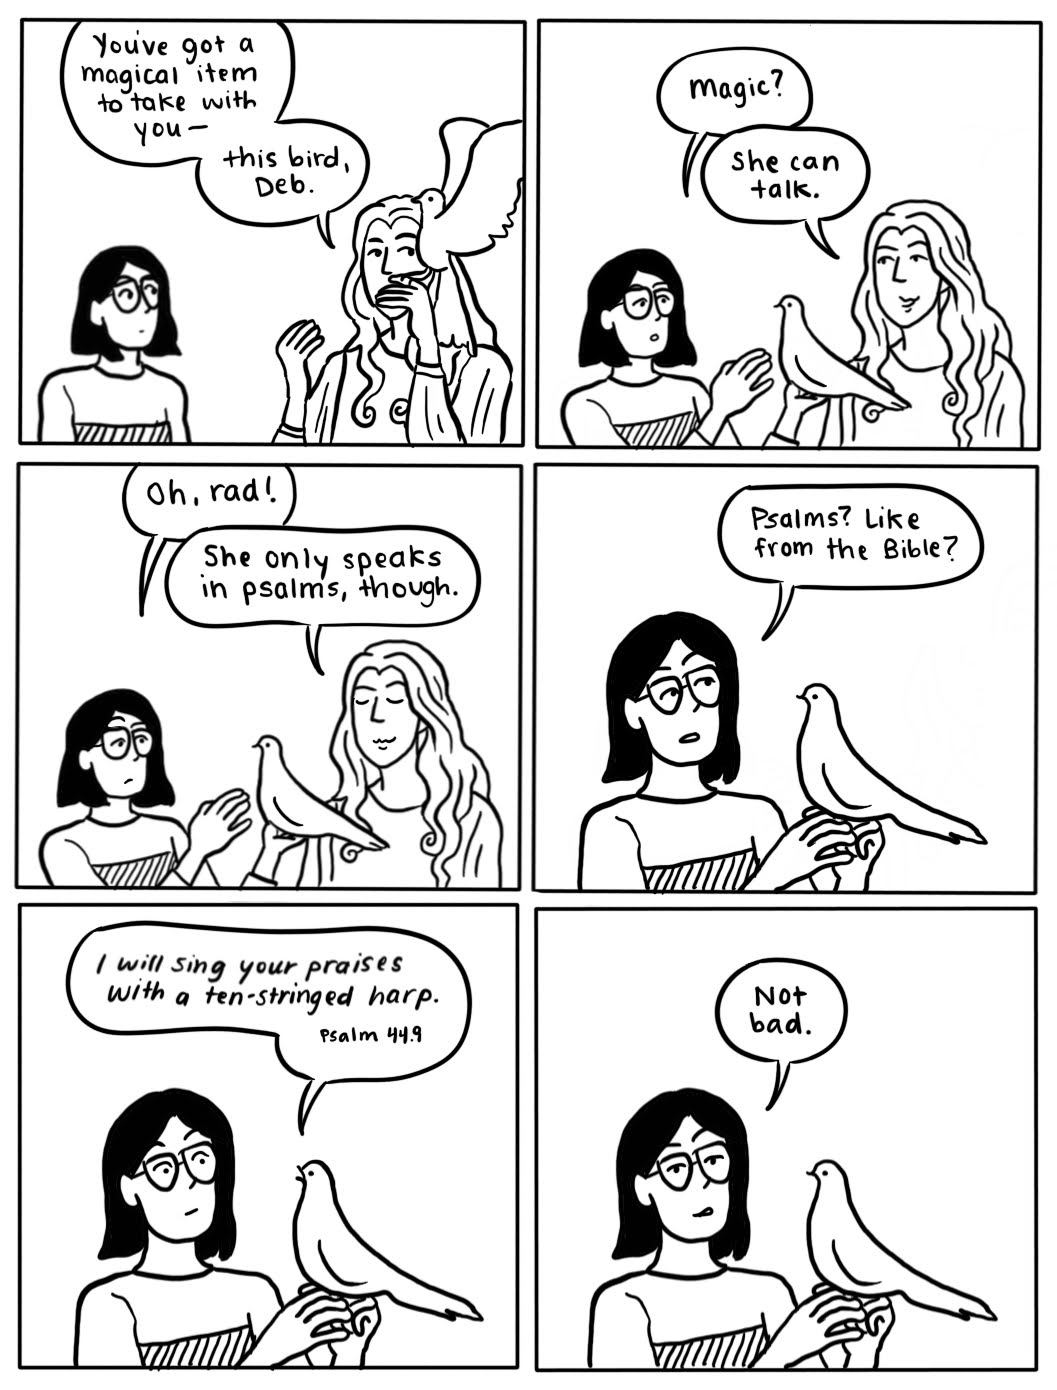 You've got a
magical item
to take with
you—
this bird,
Deb.
Magic?
She can
talk.
Oh, rad!
She only speaks
in psalms, though.
Psalms? Like
from the Bible?
I will sing your praises
with a ten-stringed harp.
Psalm 44.9
Not
bad.